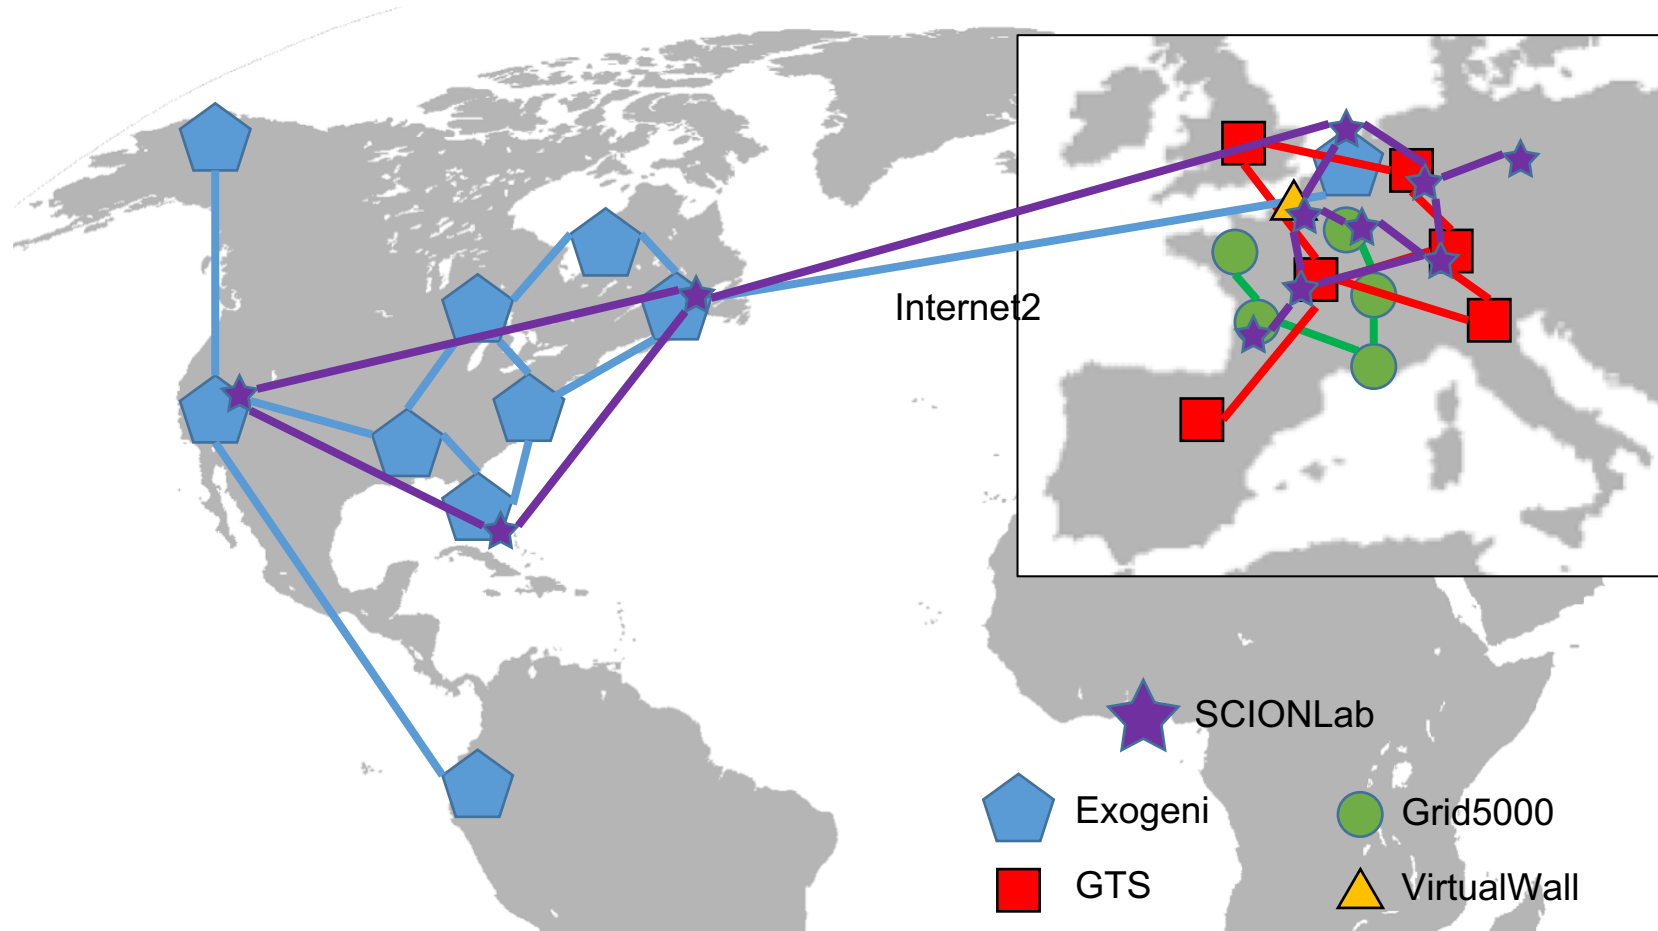 Internet2
SCIONLab
Exogeni
Grid5000
GTS
VirtualWall